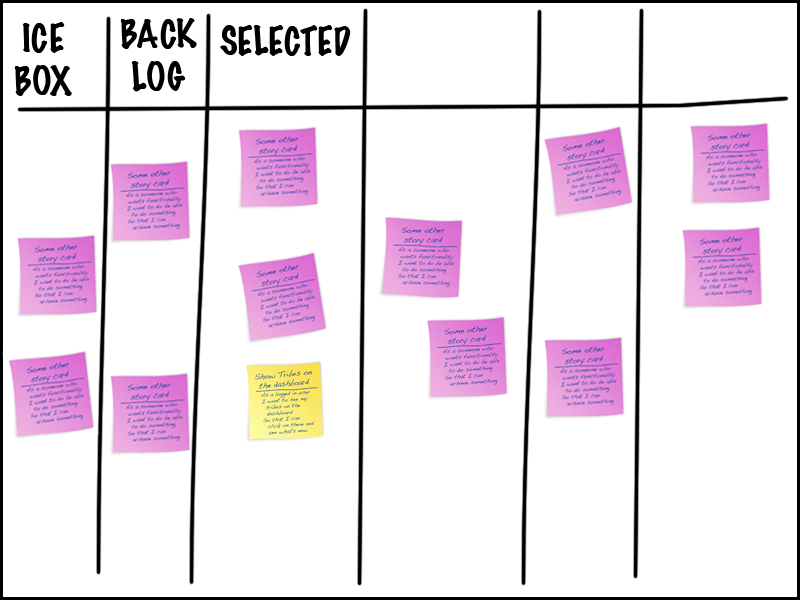 ICE
BOX
BACK
LOG
SELECTED
Some other
story card
As a someone who
wants functionality
I want to do be able
to do something
So that I can
achieve something
Some other
story card
As a someone who
wants functionality
I want to do be able
to do something
So that I can
achieve something
Some other
story card
As a someone who
wants functionality
I want to do be able
to do something
So that I can
achieve something
Some other
story card
As a someone who
wants functionality
I want to do be able
to do something
So that I can
achieve something
Some other
story card
As a someone who
wants functionality
I want to do be able
to do something
So that I can
achieve something
Some other
story card
As a someone who
wants functionality
I want to do be able
to do something
So that I can
achieve something
Show Tribes on
the dashboard
As a logged in user
I want to see my
tribes on the
dashboard
So that I can
click on them and
see what's new
Some other
story card
As a someone who
wants functionality
I want to do be able
to do something
So that I can
achieve something
Some other
story card
As a someone who
wants functionality
I want to do be able
to do something
So that I can
achieve something
Some other
story card
As a someone who
wants functionality
I want to do be able
to do something
So that I can
achieve something
Some other
story card
As a someone who
wants functionality
I want to do be able
to do something
So that I can
achieve something
Some other
story card
As a someone who
wants functionality
I want to do be able
to do something
So that I can
achieve something
Some other
story card
As a someone who
wants functionality
I want to do be able
to do something
So that I can
achieve something